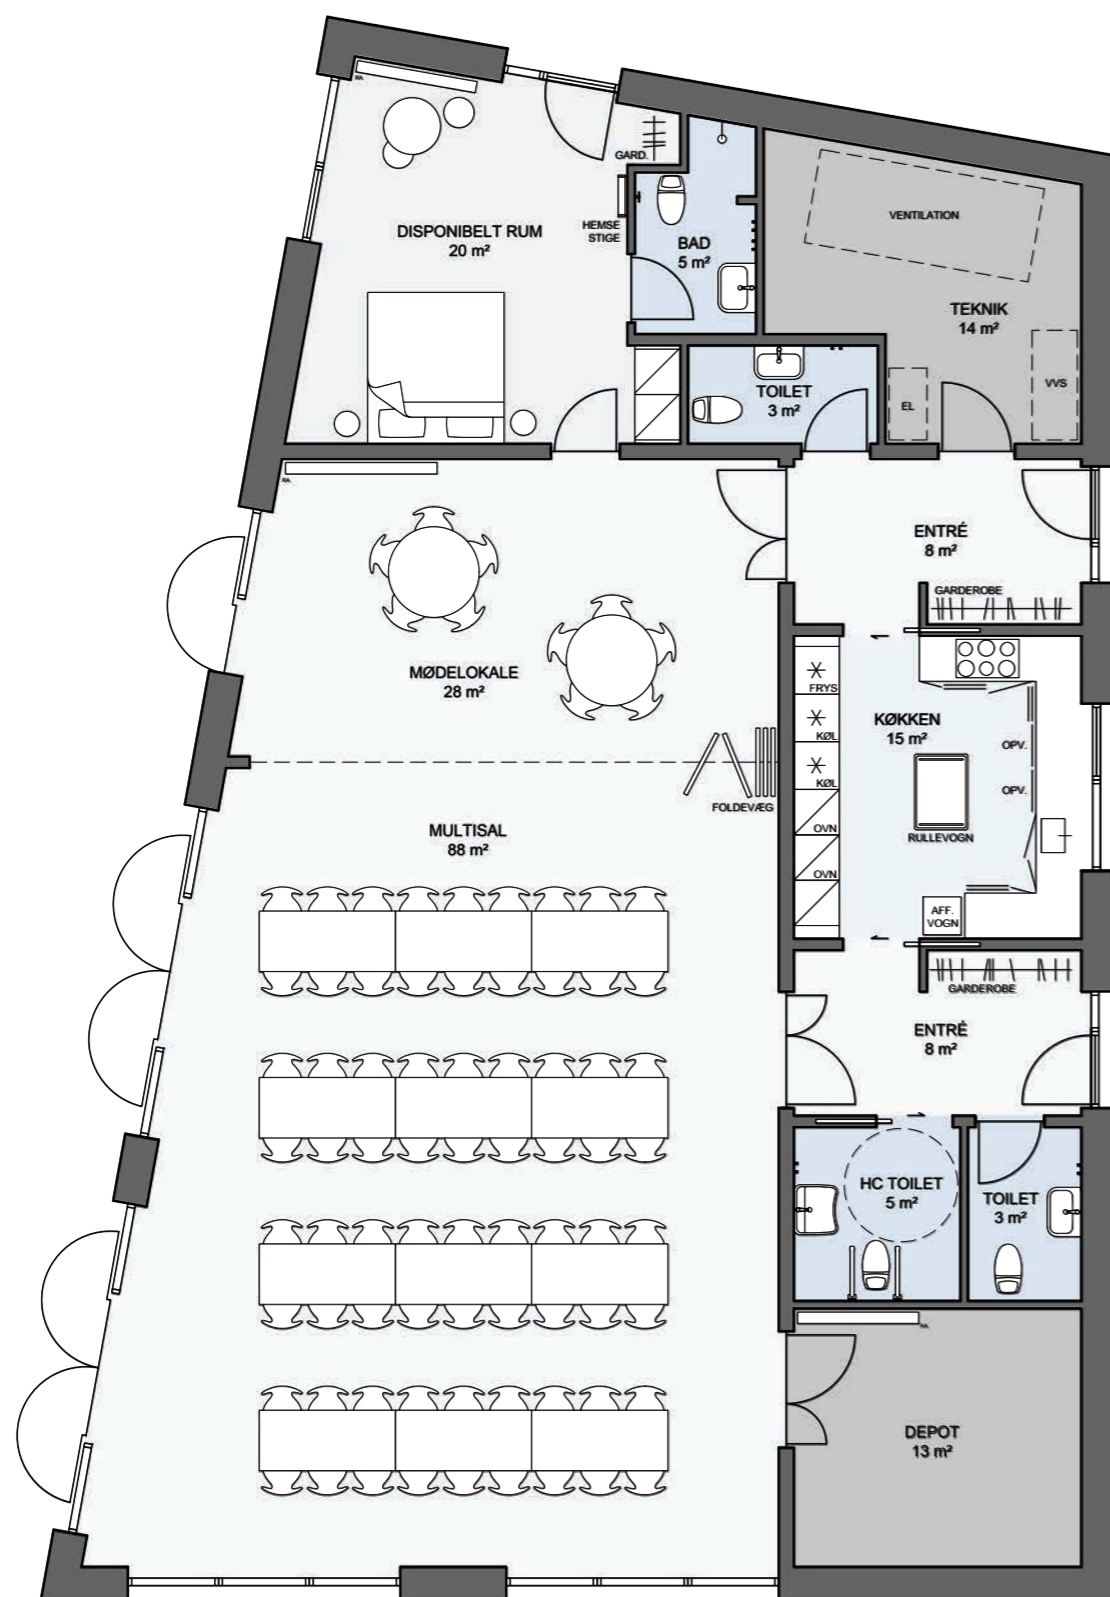 RA.
GARD.
DISPONIBELT RUM
20 m²
HEMSE
STIGE
BAD
5 m²
VENTILATION
TEKNIK
14 m²
VVS
EL
TOILET
3 m²
RA.
ENTRÉ
8 m²
GARDEROBE
MØDELOKALE
28 m²
FRYS
KØL
KØL
OVN
OVN
KØKKEN
15 m²
OPV.
OPV.
RULLEVOGN
AFF.
VOGN
FOLDEVÆG
MULTISAL
88 m²
GARDEROBE
ENTRÉ
8 m²
HC TOILET
5 m²
TOILET
3 m²
RA.
DEPOT
13 m²